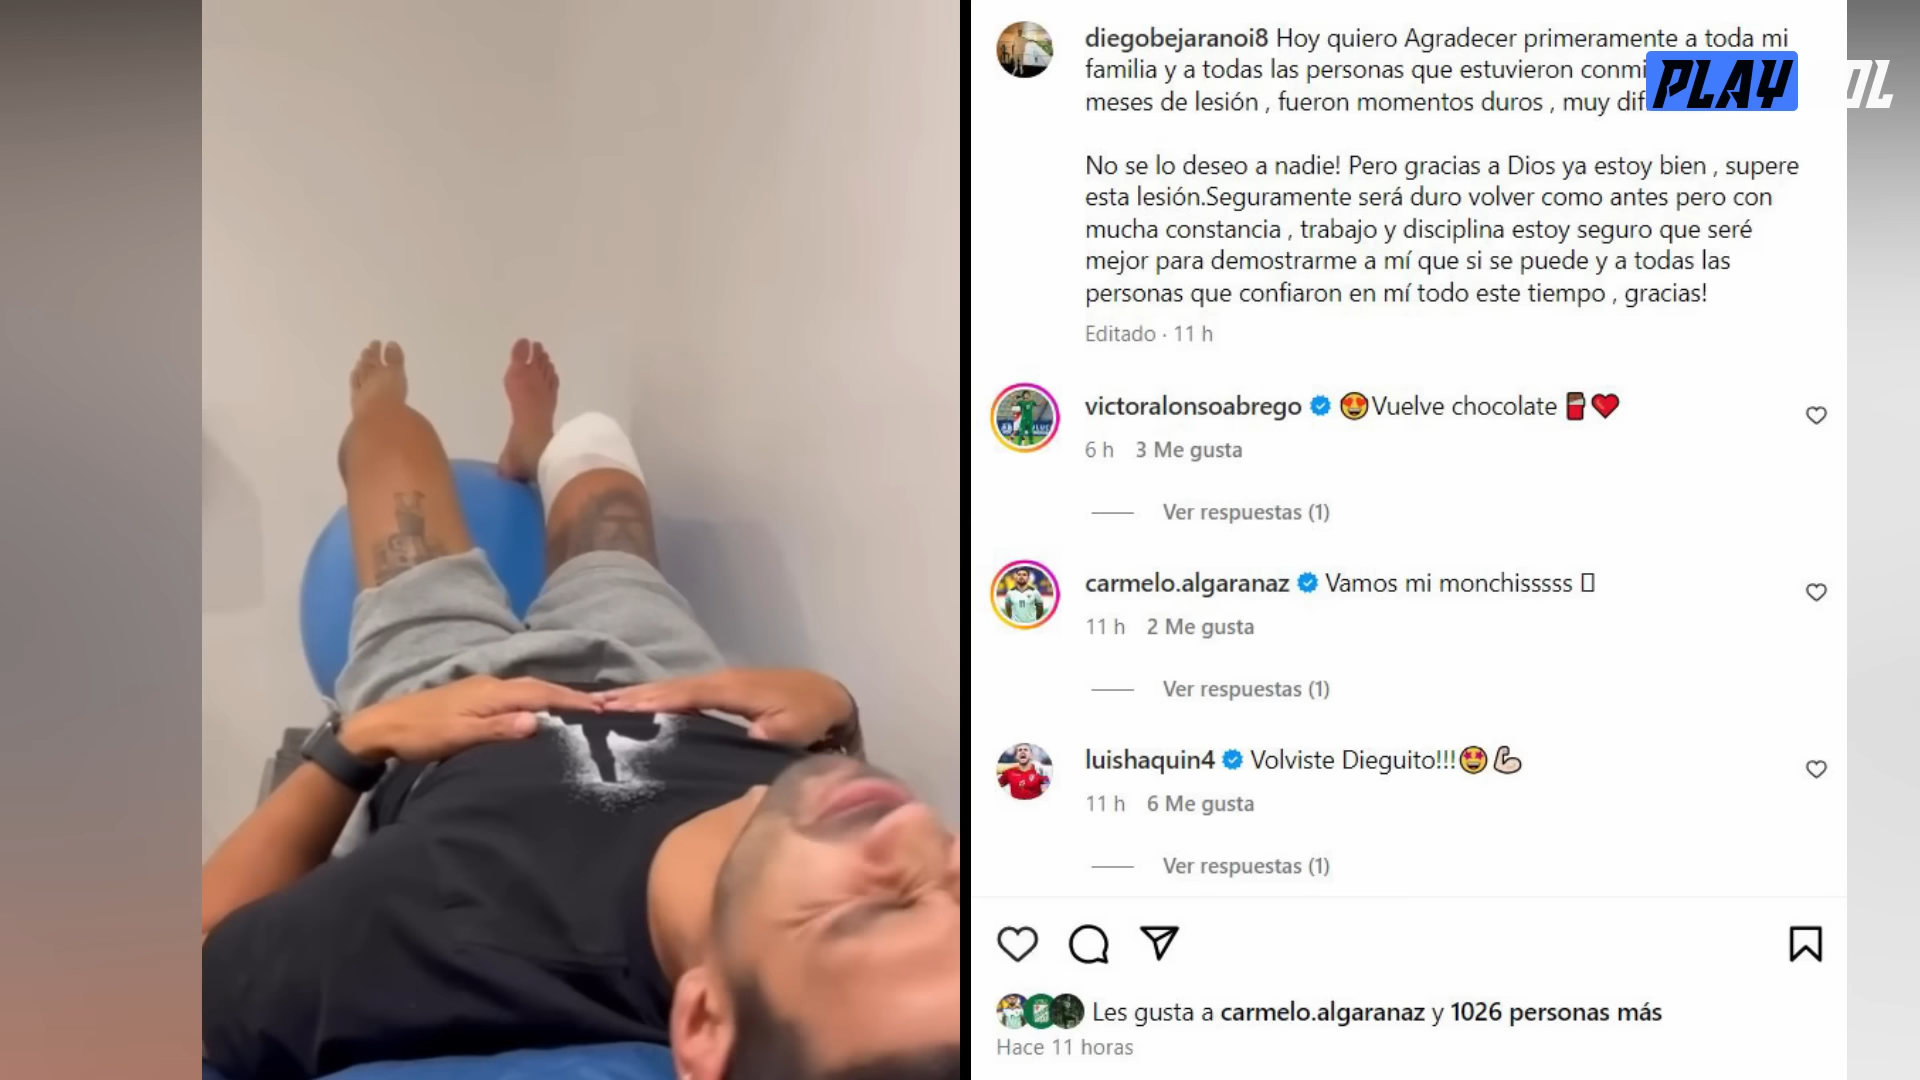 diegobejaranoi8 Hoy quiero Agradecer primeramente a toda mi
familia y a todas las personas que estuvieron
meses de lesión , fueron momentos duros , muy
No se lo deseo a nadie! Pero gracias a Dios ya estoy bien , supere
esta lesión.Seguramente será duro volver como antes pero con
mucha constancia , trabajo y disciplina estoy seguro que seré
mejor para demostrarme a mí que si se puede y a todas las
personas que confiaron en mí todo este tiempo , gracias!
Editado · 11 h
PLAY
victoralonsoabrego 😍Vuelve chocolate 🍫❤️
6 h 3 Me gusta
Ver respuestas (1)
carmelo.algaranaz Vamos mi monchisssss
11 h 2 Me gusta
Ver respuestas (1)
luishaquin4 Volviste Dieguito!!!🤩💪🏻
11 h 6 Me gusta
Ver respuestas (1)
Les gusta a carmelo.algaranaz y 1026 personas más
Hace 11 horas